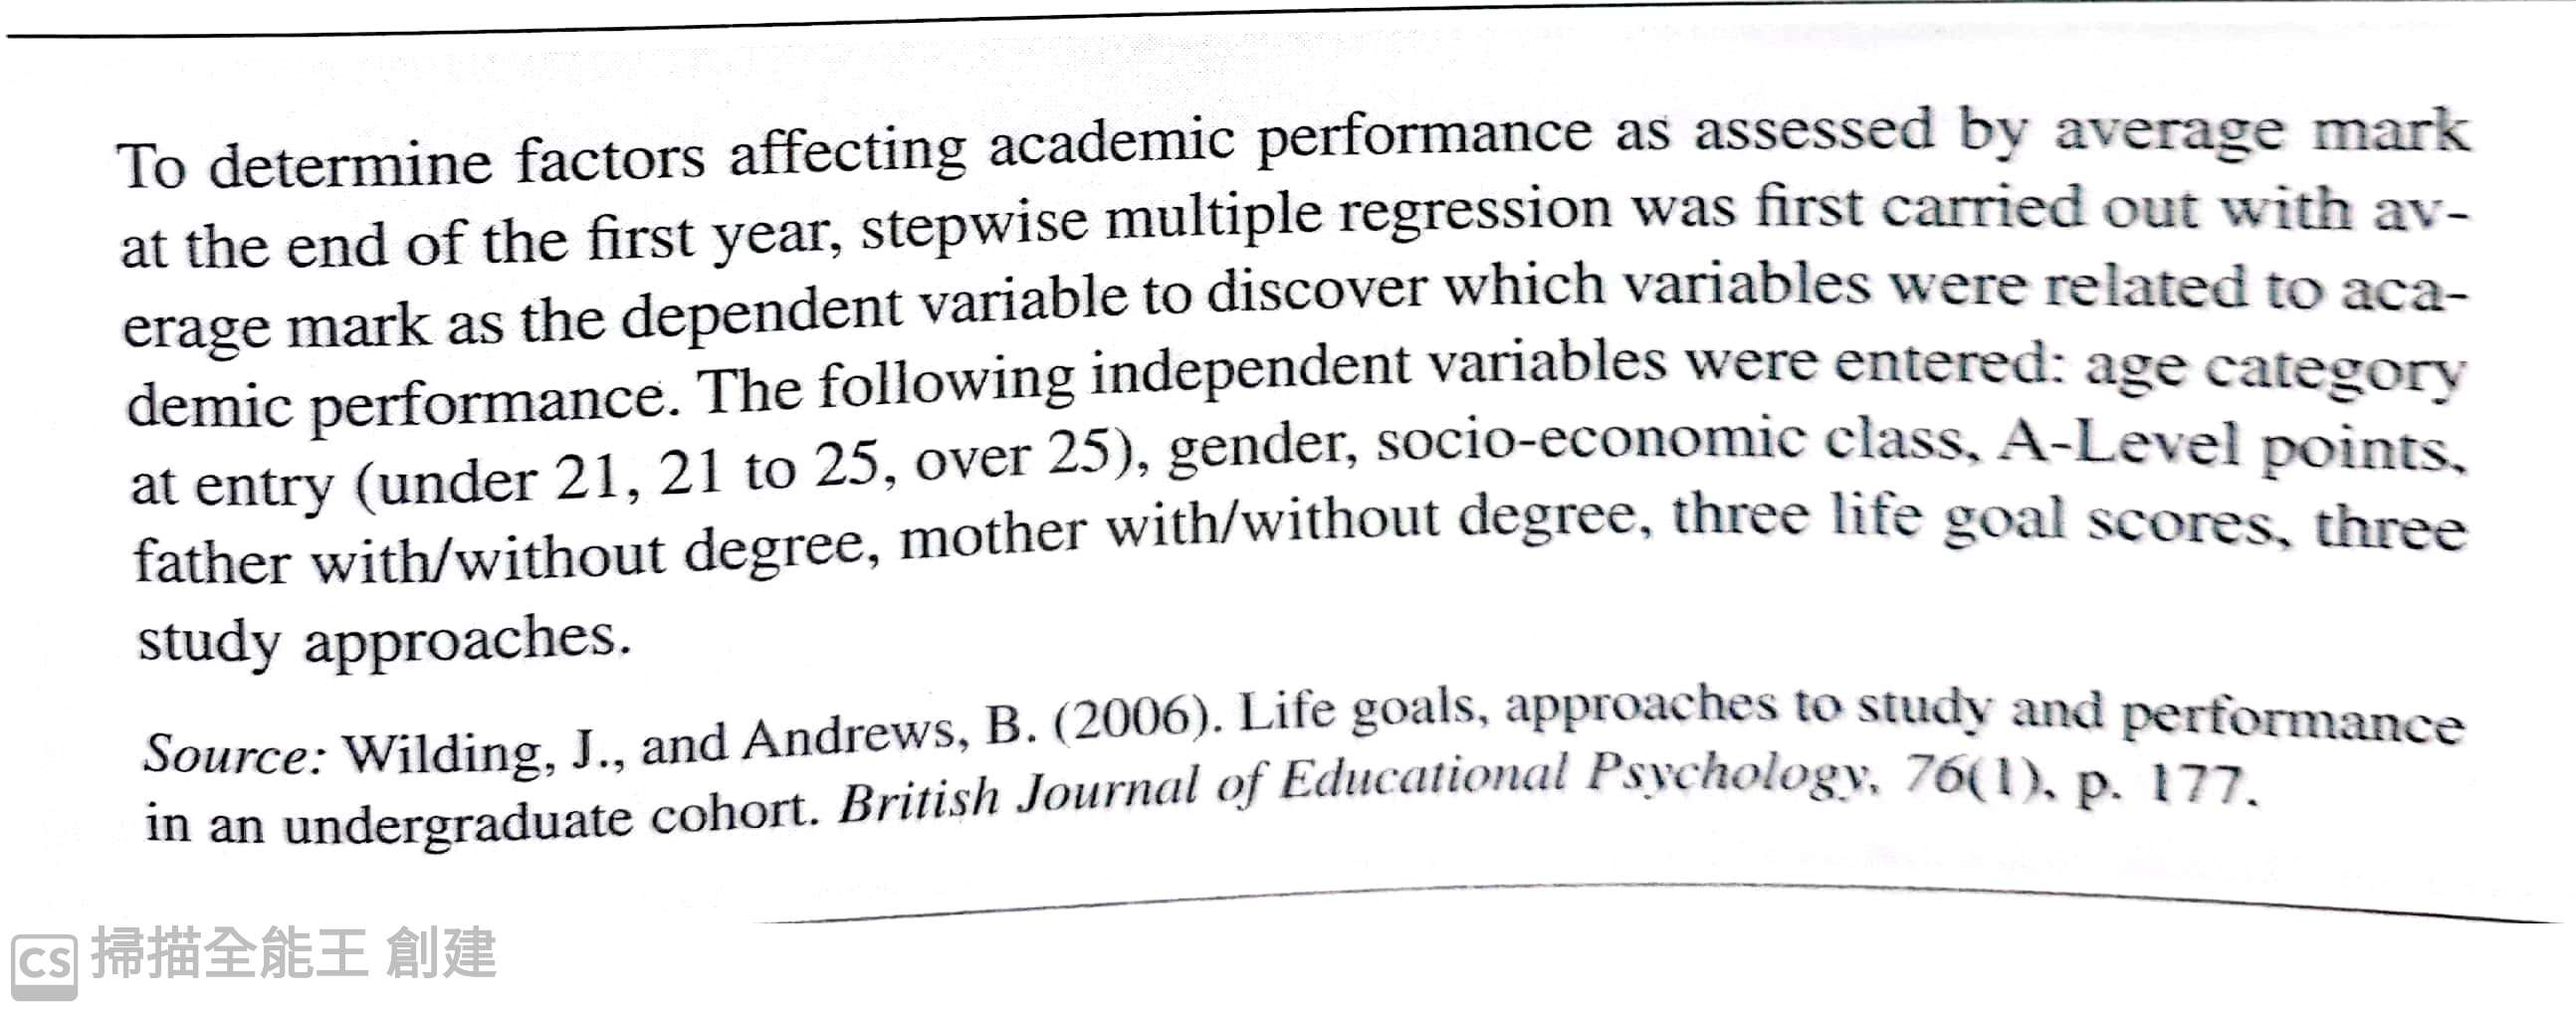 To determine factors affecting academic performance as assessed by average mark
at the end of the first year, stepwise multiple regression was first carried out with av-
erage mark as the dependent variable to discover which variables were related to aca-
demic performance. The following independent variables were entered: age category
at entry (under 21, 21 to 25, over 25), gender, socio-economic class, A-Level points,
father with/without degree, mother with/without degree, three life goal scores, three
study approaches.
Source: Wilding, J., and Andrews, B. (2006). Life goals, approaches to study and performance
in an undergraduate cohort. British Journal of Educational Psychology, 76(1), p. 177.
CS 掃描全能王 創建